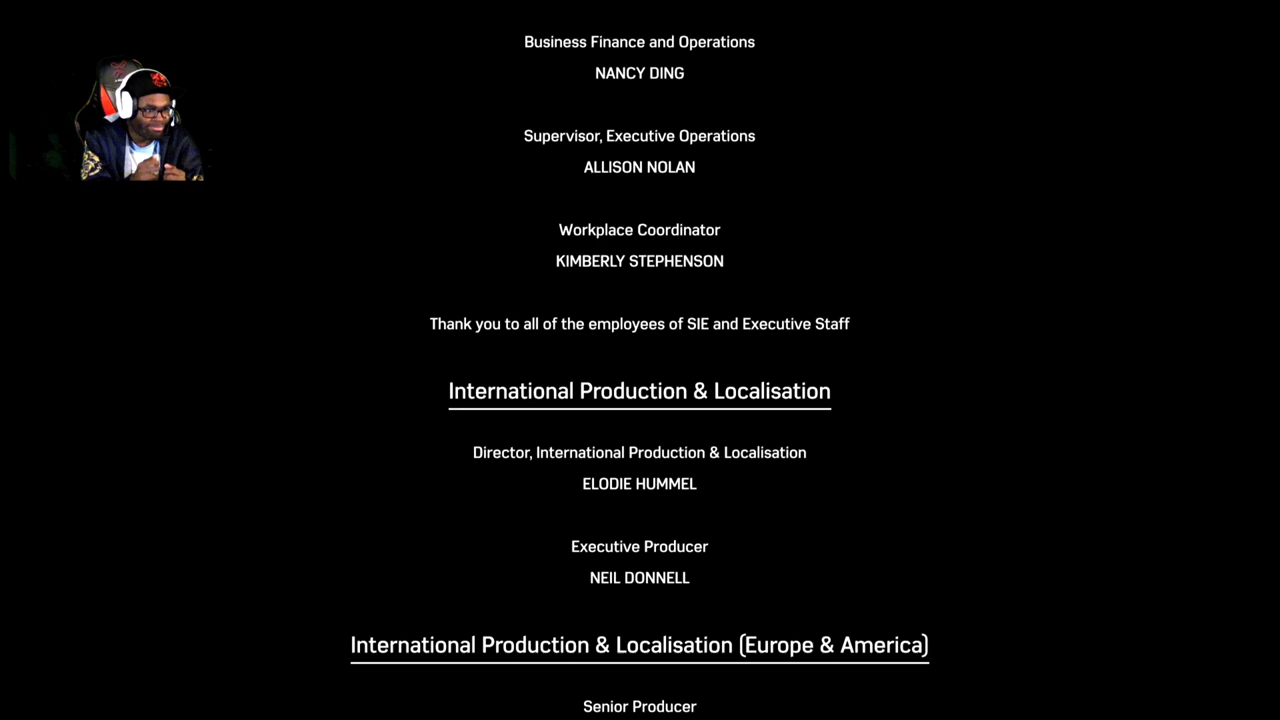 Business Finance and Operations
NANCY DING
Supervisor, Executive Operations
ALLISON NOLAN
Workplace Coordinator
KIMBERLY STEPHENSON
Thank you to all of the employees of SIE and Executive Staff
International Production & Localisation
Director, International Production & Localisation
ELODIE HUMMEL
Executive Producer
NEIL DONNELL
International Production & Localisation (Europe & America)
Senior Producer